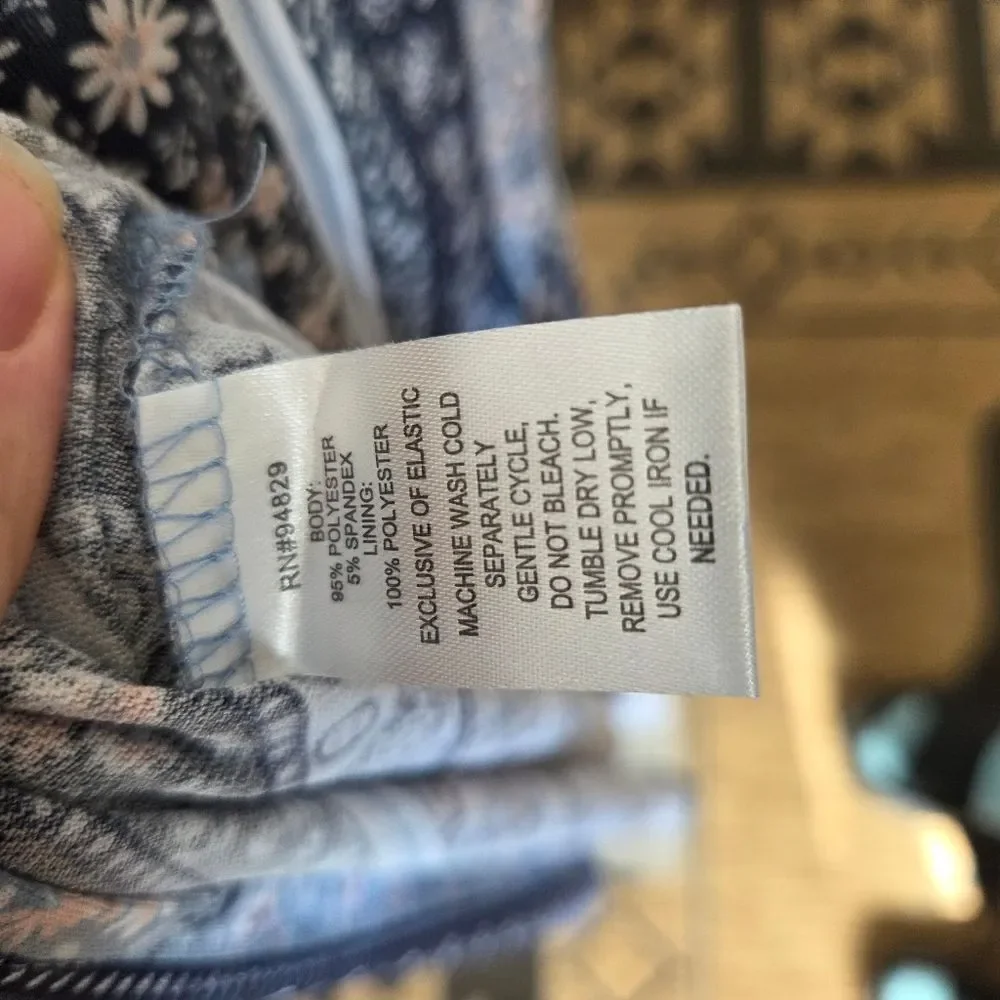 RN#94829
BODY:
95% POLYESTER
5% SPANDEX
LINING:
100% POLYESTER
EXCLUSIVE OF ELASTIC
MACHINE WASH COLD
SEPARATELY
GENTLE CYCLE,
DO NOT BLEACH.
TUMBLE DRY LOW,
REMOVE PROMPTLY,
USE COOL IRON IF
NEEDED.